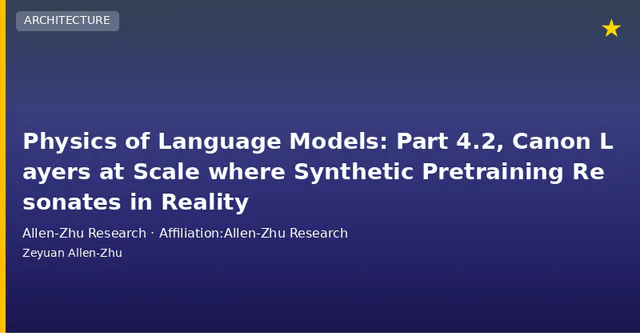 ARCHITECTURE
Physics of Language Models: Part 4.2, Canon L
ayers at Scale where Synthetic Pretraining Re
sonates in Reality
Allen-Zhu Research · Affiliation:Allen-Zhu Research
Zeyuan Allen-Zhu